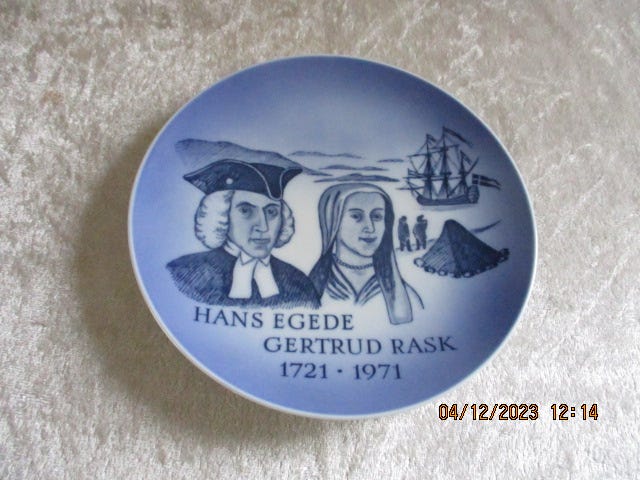 HANS EGEDE
GERTRUD RASK
1721 · 1971
04/12/2023 12:14